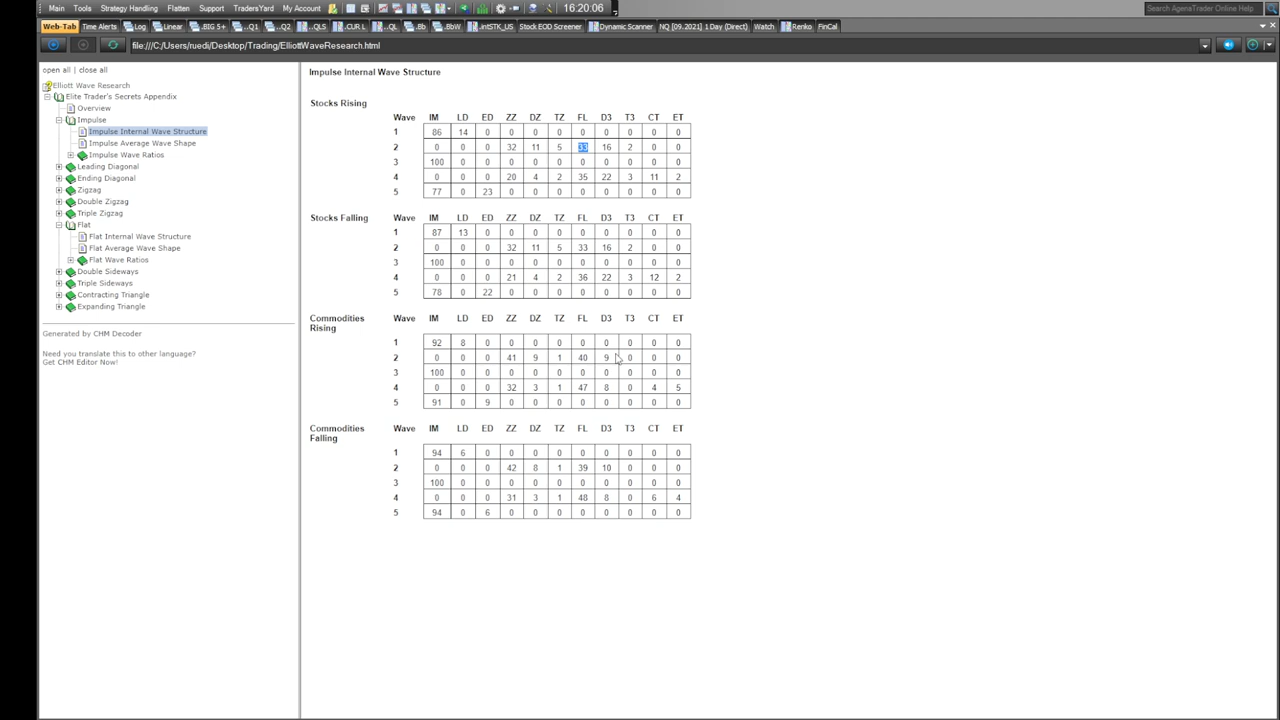 Main Tools Strategy Handling Flatten Support TradersYard My Account 16:20:06 Search AgenaTrader Online Help
Web-Tab Time Alerts Log Linear .BIG 5+ ..Q1 ..Q2 ..QLS .CUR L ..QL .Bb .BbW .intSTK_US Stock EOD Screener Dynamic Scanner NQ [09.2021] 1 Day (Direct) Watch Renko FinCal
file:///C:/Users/ruedi/Desktop/Trading/ElliottWaveResearch.html
open all | close all
Elliott Wave Research
Elite Trader's Secrets Appendix
Overview
Impulse
Impulse Internal Wave Structure
Impulse Average Wave Shape
Impulse Wave Ratios
Leading Diagonal
Ending Diagonal
Zigzag
Double Zigzag
Triple Zigzag
Flat
Flat Internal Wave Structure
Flat Average Wave Shape
Flat Wave Ratios
Double Sideways
Triple Sideways
Contracting Triangle
Expanding Triangle
Generated by CHM Decoder
Need you translate this to other language?
Get CHM Editor Now!
Impulse Internal Wave Structure
Stocks Rising
Wave IM LD ED ZZ DZ TZ FL D3 T3 CT ET
1 86 14 0 0 0 0 0 0 0 0 0
2 0 0 0 32 11 5 33 16 2 0 0
3 100 0 0 0 0 0 0 0 0 0 0
4 0 0 0 20 4 2 35 22 3 11 2
5 77 0 23 0 0 0 0 0 0 0 0
Stocks Falling Wave IM LD ED ZZ DZ TZ FL D3 T3 CT ET
1 87 13 0 0 0 0 0 0 0 0 0
2 0 0 0 32 11 5 33 16 2 0 0
3 100 0 0 0 0 0 0 0 0 0 0
4 0 0 0 21 4 2 36 22 3 12 2
5 78 0 22 0 0 0 0 0 0 0 0
Commodities Wave IM LD ED ZZ DZ TZ FL D3 T3 CT ET
Rising
1 92 8 0 0 0 0 0 0 0 0 0
2 0 0 0 41 9 1 40 9 0 0 0
3 100 0 0 0 0 0 0 0 0 0 0
4 0 0 0 32 3 1 47 8 0 4 5
5 91 0 9 0 0 0 0 0 0 0 0
Commodities Wave IM LD ED ZZ DZ TZ FL D3 T3 CT ET
Falling
1 94 6 0 0 0 0 0 0 0 0 0
2 0 0 0 42 8 1 39 10 0 0 0
3 100 0 0 0 0 0 0 0 0 0 0
4 0 0 0 31 3 1 48 8 0 6 4
5 94 0 6 0 0 0 0 0 0 0 0